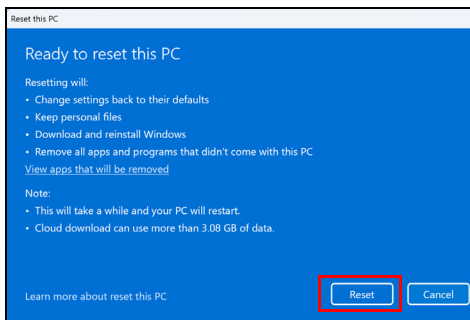 Reset this PC
Ready to reset this PC
Resetting will:
• Change settings back to their defaults
• Keep personal files
• Download and reinstall Windows
• Remove all apps and programs that didn't come with this PC
View apps that will be removed
Note:
• This will take a while and your PC will restart.
• Cloud download can use more than 3.08 GB of data.
Learn more about reset this PC
Reset
Cancel